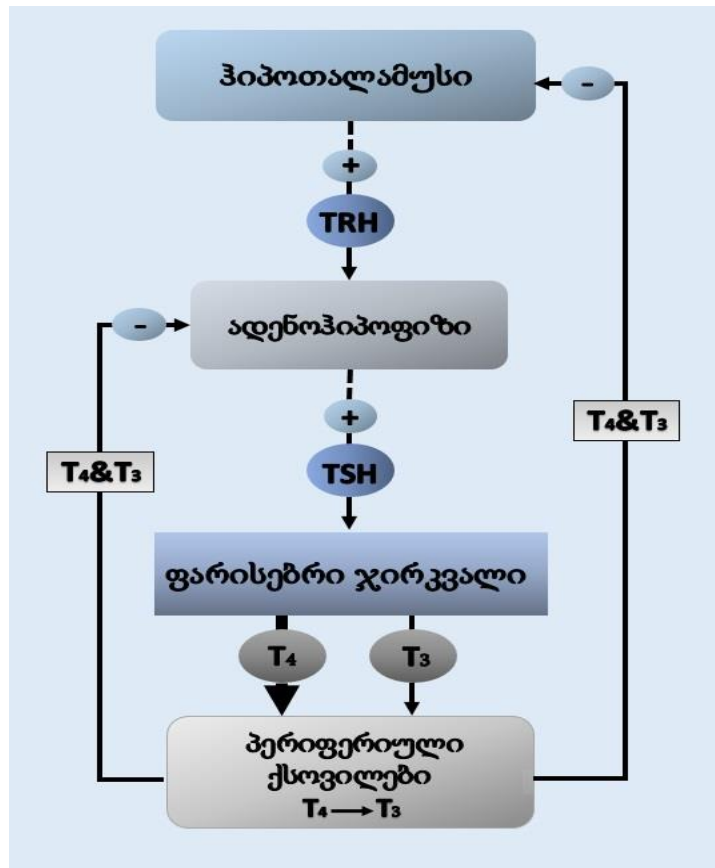 ჰიპოთალამუსი
-
+
TRH
ადენოჰიპოფიზი
-
+
T₄&T₃
T₄&T₃
TSH
ფარისებრი ჯირკვალი
T₄
T₃
პერიფერიული
ქსოვილები
T₄ → T₃